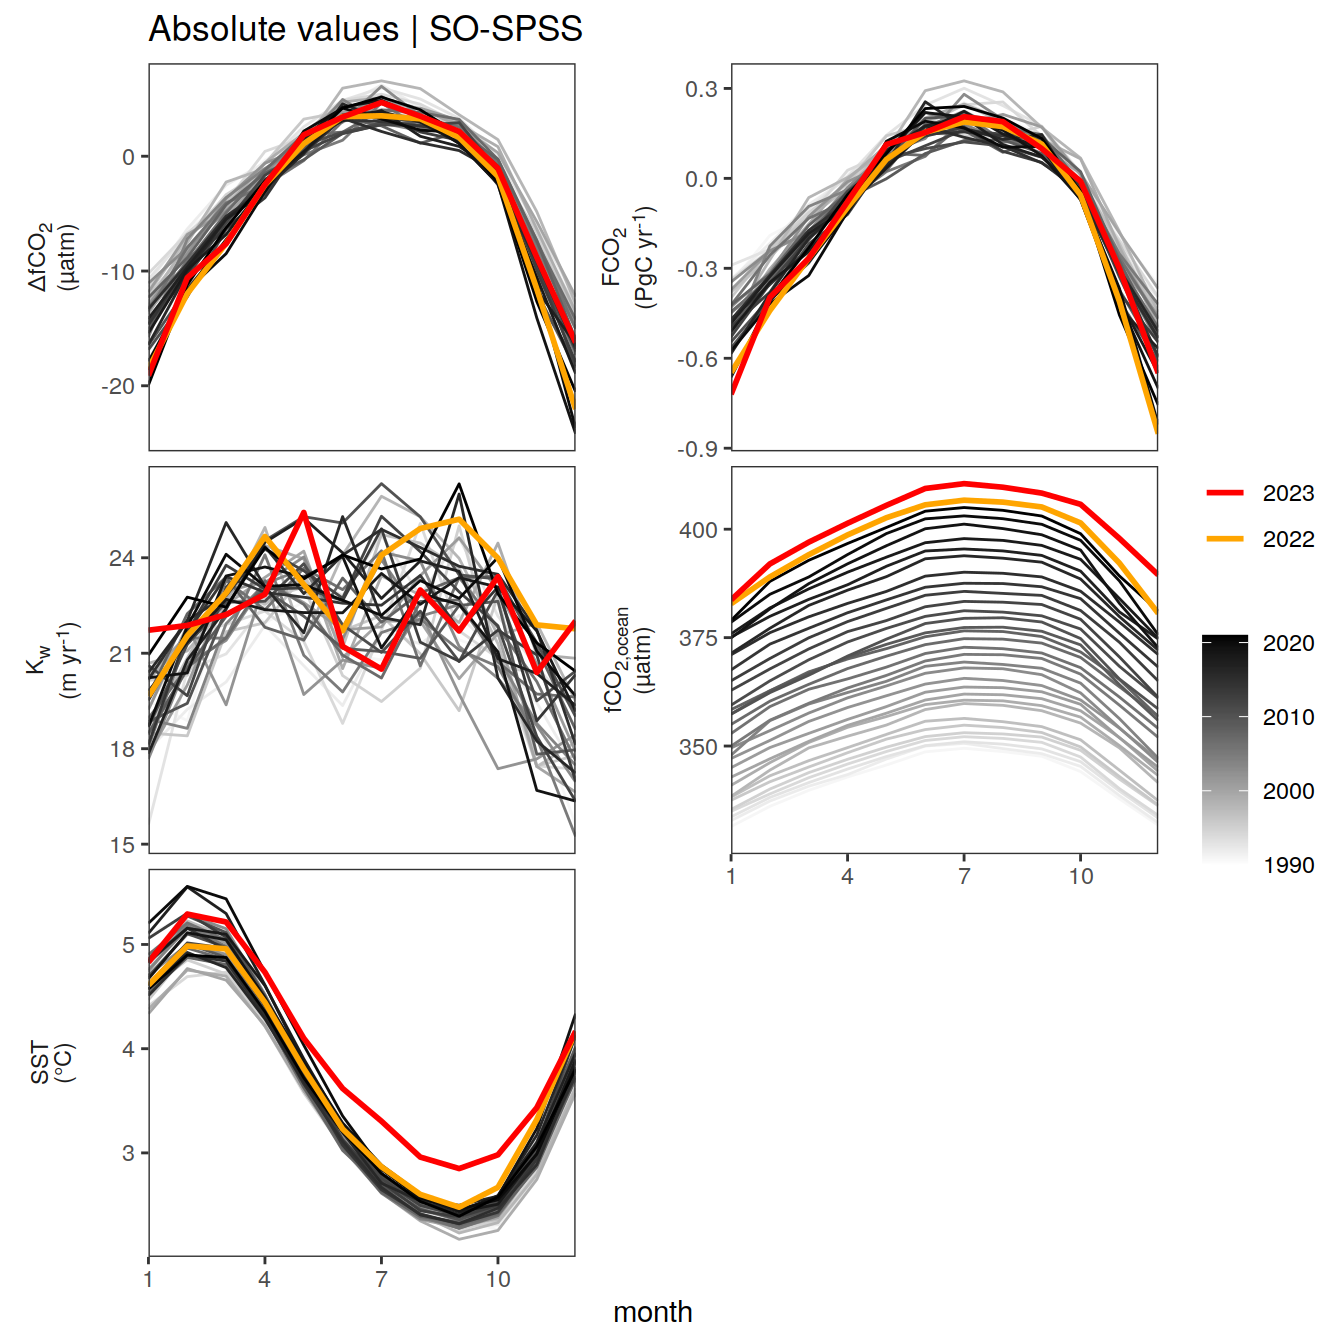 Absolute values | SO-SPSS
ΔfCO2
(µatm)
0
-10
-20
FCO2
(PgC yr-1)
0.3
0.0
-0.3
-0.6
-0.9
Kw
(m yr-1)
24
21
18
15
fCO2,ocean
(µatm)
400
375
350
1 4 7 10
2023
2022
2020
2010
2000
1990
SST
(°C)
5
4
3
1 4 7 10
month